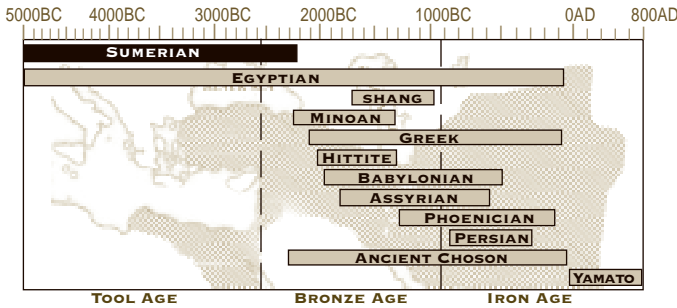 5000BC 4000BC 3000BC 2000BC 1000BC 0AD 800AD
SUMERIAN
EGYPTIAN
SHANG
MINOAN
GREEK
HITTITE
BABYLONIAN
ASSYRIAN
PHOENICIAN
PERSIAN
ANCIENT CHOSON
YAMATO
TOOL AGE BRONZE AGE IRON AGE